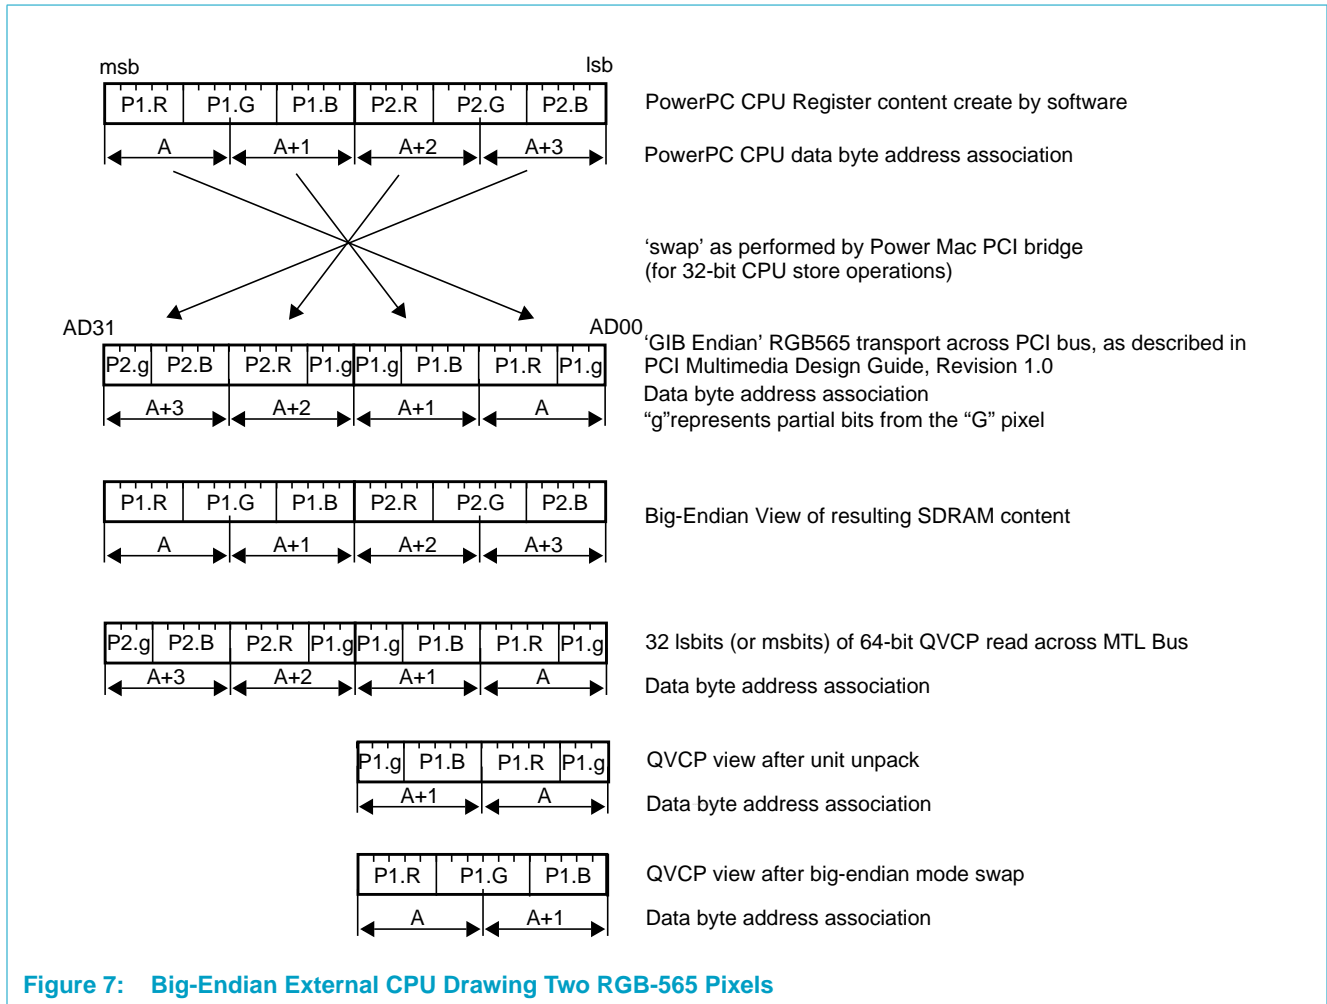 msb lsb
P1.R P1.G P1.B P2.R P2.G P2.B PowerPC CPU Register content create by software
A A+1 A+2 A+3 PowerPC CPU data byte address association
‘swap’ as performed by Power Mac PCI bridge
(for 32-bit CPU store operations)
AD31 AD00
‘GIB Endian’ RGB565 transport across PCI bus, as described in
P2.g P2.B P2.R P1.g P1.g P1.B P1.R P1.g PCI Multimedia Design Guide, Revision 1.0
Data byte address association
A+3 A+2 A+1 A “g”represents partial bits from the “G” pixel
P1.R P1.G P1.B P2.R P2.G P2.B
Big-Endian View of resulting SDRAM content
A A+1 A+2 A+3
P2.g P2.B P2.R P1.g P1.g P1.B P1.R P1.g 32 lsbits (or msbits) of 64-bit QVCP read across MTL Bus
A+3 A+2 A+1 A Data byte address association
P1.g P1.B P1.R P1.g QVCP view after unit unpack
A+1 A Data byte address association
P1.R P1.G P1.B QVCP view after big-endian mode swap
A A+1 Data byte address association
Figure 7: Big-Endian External CPU Drawing Two RGB-565 Pixels